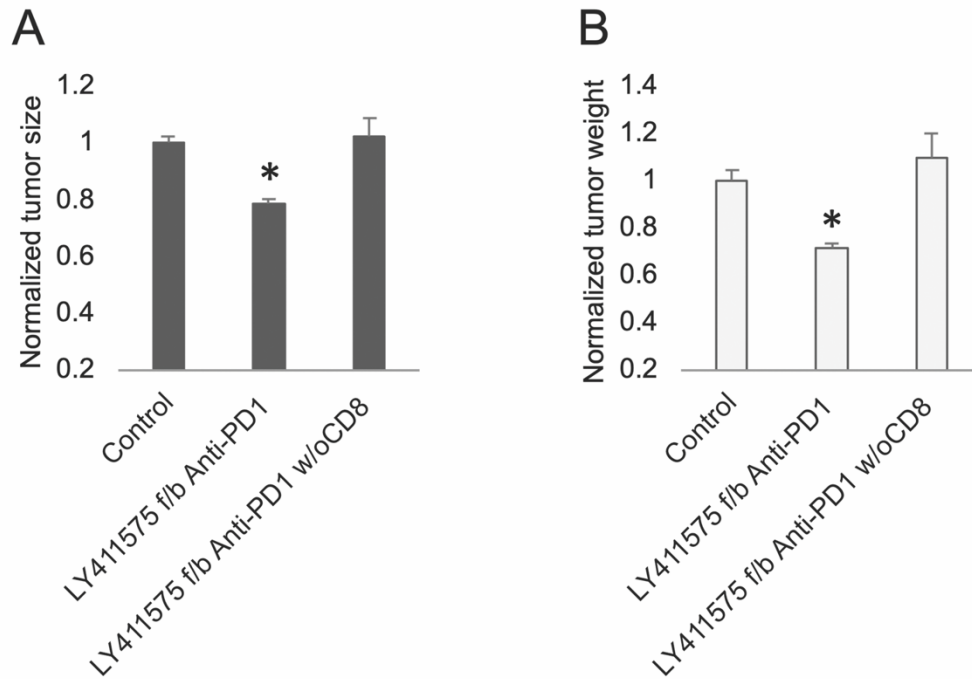 A
Normalized tumor size
1.2
1
0.8
0.6
0.4
0.2
*
Control
LY411575 f/b Anti-PD1
LY411575 f/b Anti-PD1 w/oCD8
B
Normalized tumor weight
1.4
1.2
1
0.8
0.6
0.4
0.2
*
Control
LY411575 f/b Anti-PD1
LY411575 f/b Anti-PD1 w/oCD8